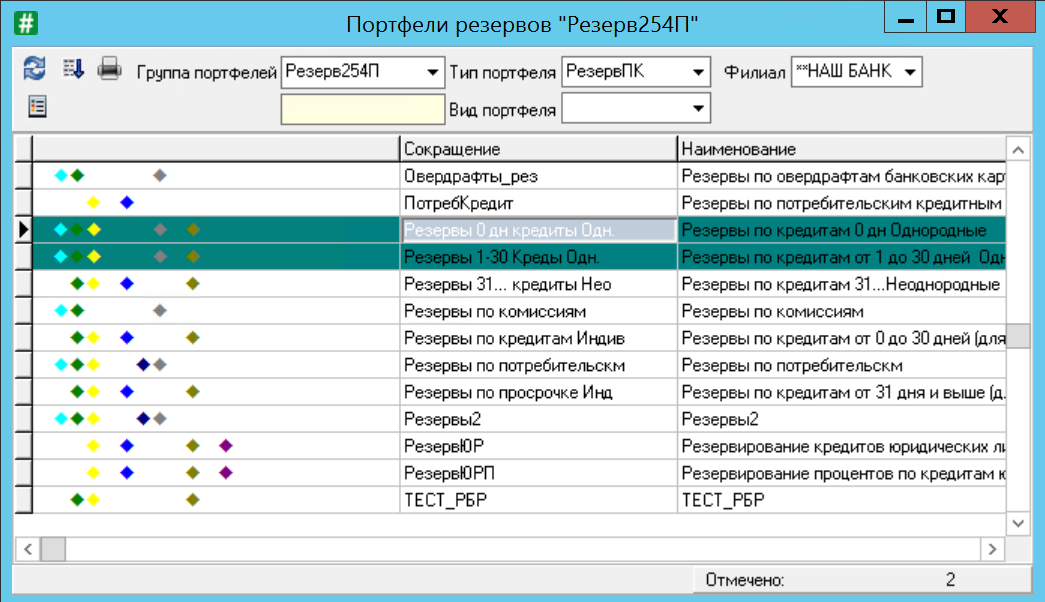 Портфели резервов "Резерв254П"
Группа портфелей Резерв254П Тип портфеля РезервПК Филиал **НАШ БАНК
Вид портфеля
Сокращение Наименование
Овердрафты_рез Резервы по овердрафтам банковских кар
ПотребКредит Резервы по потребительским кредитным
Резервы 0 дн кредиты Одн. Резервы по кредитам 0 дн Однородные
Резервы 1-30 Креды Одн. Резервы по кредитам от 1 до 30 дней Одн
Резервы 31... кредиты Нео Резервы по кредитам 31...Неоднородные
Резервы по комиссиям Резервы по комиссиям
Резервы по кредитам Индив Резервы по кредитам от 0 до 30 дней (для
Резервы по потребительскм Резервы по потребительскм
Резервы по просрочке Инд Резервы по кредитам от 31 дня и выше (д.
Резервы2 Резервы2
РезервЮР Резервирование кредитов юридических ли
РезервЮРП Резервирование процентов по кредитам ю
ТЕСТ_РБР ТЕСТ_РБР
Отмечено: 2